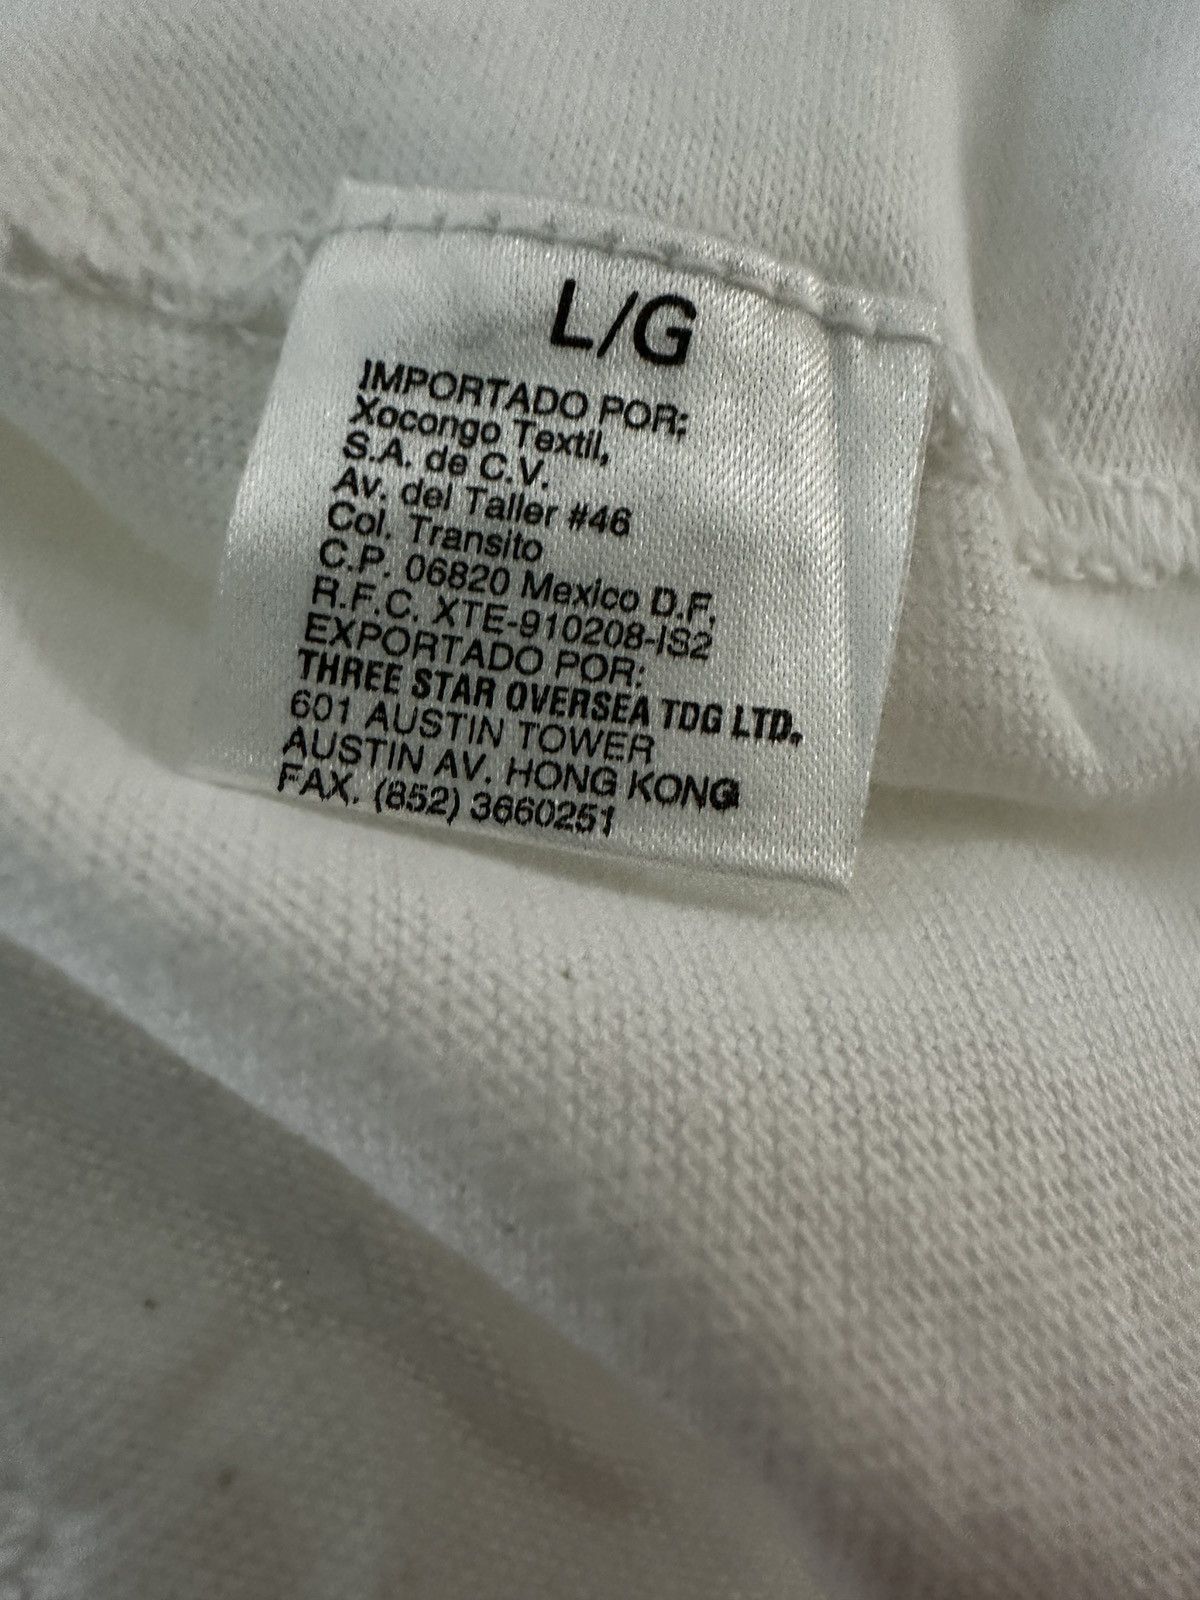 L/G
IMPORTADO POR:
Xocongo Textil,
S.A. de C.V.
Av. del Taller #46
Col. Transito
C.P. 06820 Mexico D.F.
R.F.C. XTE-910208-IS2
EXPORTADO POR:
THREE STAR OVERSEA TDG LTD.
601 AUSTIN TOWER
AUSTIN AV. HONG KONG
FAX. (852) 3660251